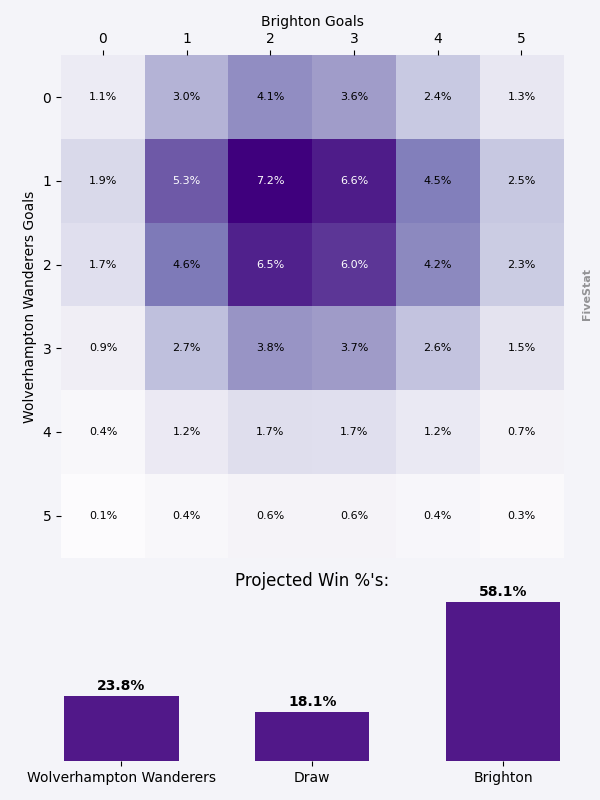 Brighton Goals
0 1 2 3 4 5
0 1.1% 3.0% 4.1% 3.6% 2.4% 1.3%
1 1.9% 5.3% 7.2% 6.6% 4.5% 2.5%
2 1.7% 4.6% 6.5% 6.0% 4.2% 2.3%
3 0.9% 2.7% 3.8% 3.7% 2.6% 1.5%
4 0.4% 1.2% 1.7% 1.7% 1.2% 0.7%
5 0.1% 0.4% 0.6% 0.6% 0.4% 0.3%
Wolverhampton Wanderers Goals
FiveStat
Projected Win %'s:
23.8% 18.1% 58.1%
Wolverhampton Wanderers Draw Brighton